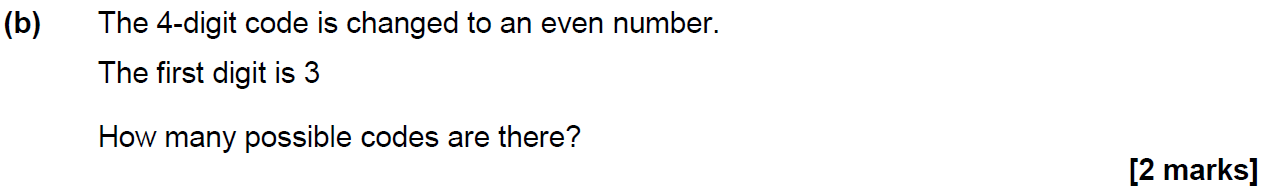 (b) The 4-digit code is changed to an even number.
The first digit is 3
How many possible codes are there?
[2 marks]